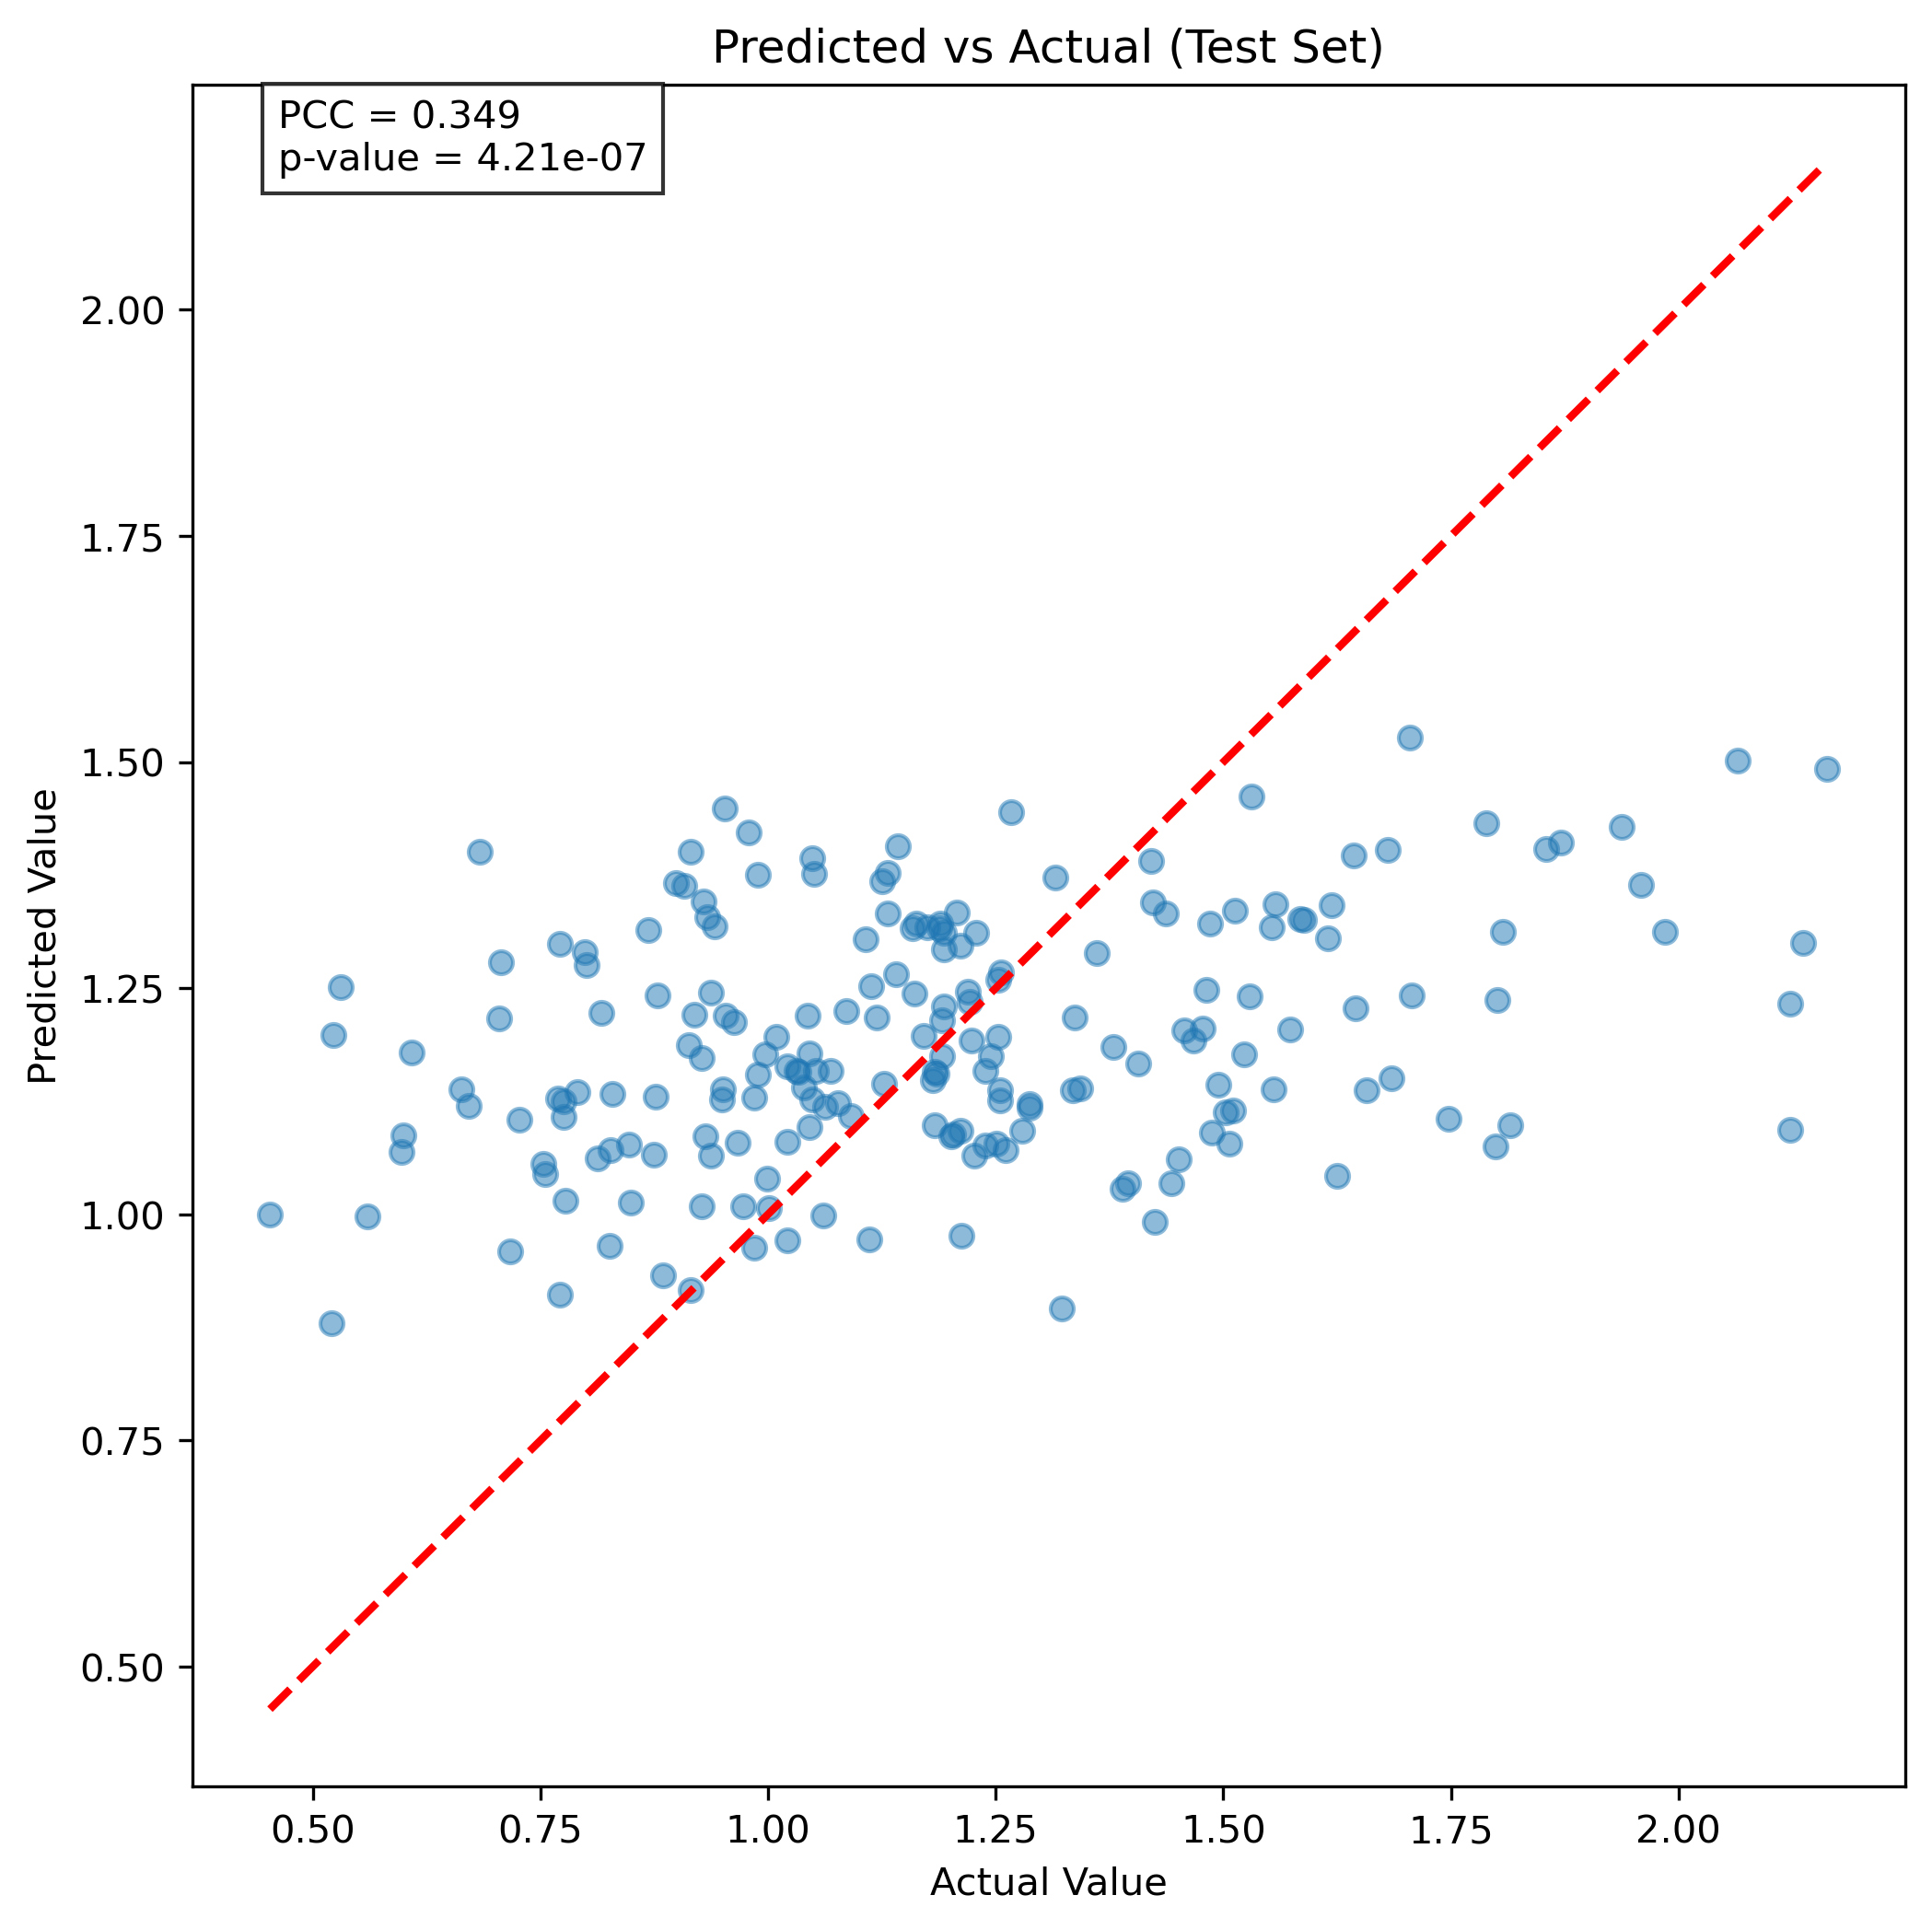 Predicted vs Actual (Test Set)
PCC = 0.349
p-value = 4.21e-07
2.00
1.75
1.50
1.25
1.00
0.75
0.50
Predicted Value
0.50 0.75 1.00 1.25 1.50 1.75 2.00
Actual Value